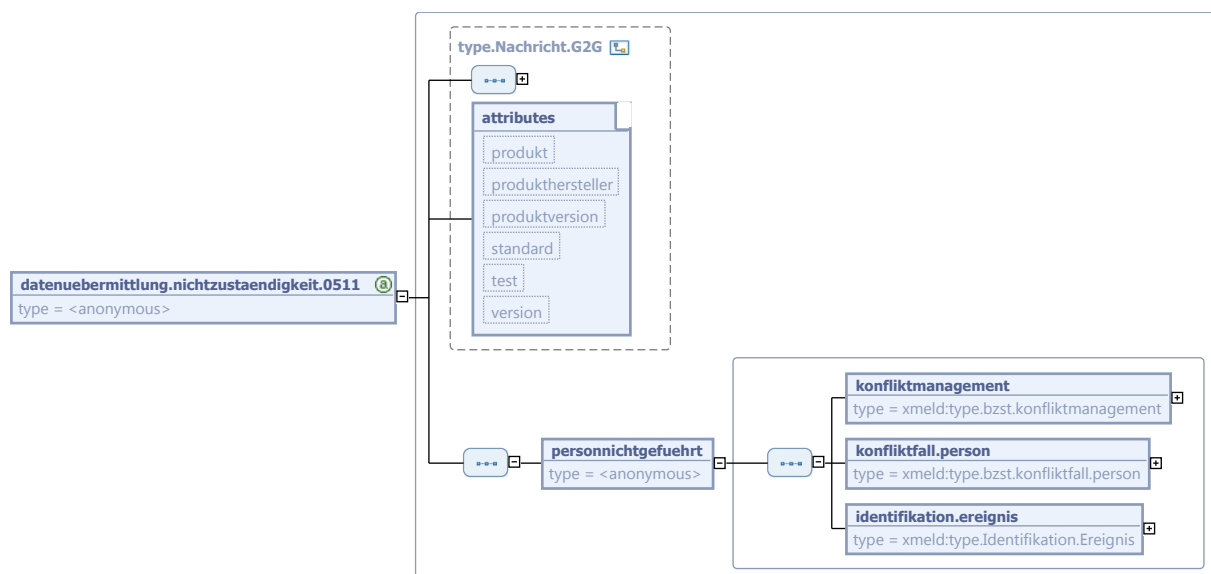 type.Nachricht.G2G
attributes
produkt
produkthersteller
produktversion
standard
test
version
datenuebermittlung.nichtzustaendigkeit.0511 a
type = <anonymous>
personnichtgefuehrt
type = <anonymous>
konfliktmanagement
type = xmeld:type.bzst.konfliktmanagement
konfliktfall.person
type = xmeld:type.bzst.konfliktfall.person
identifikation.ereignis
type = xmeld:type.Identifikation.Ereignis